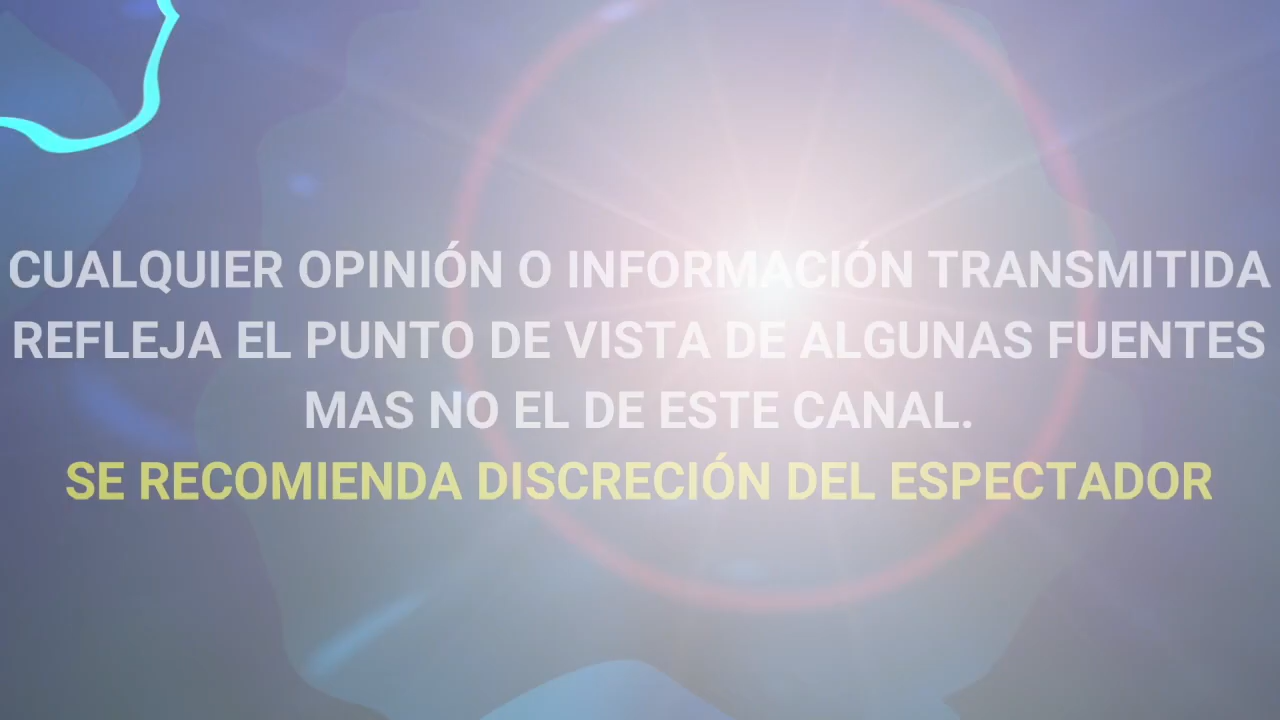 CUALQUIER OPINIÓN O INFORMACIÓN TRANSMITIDA
REFLEJA EL PUNTO DE VISTA DE ALGUNAS FUENTES
MAS NO EL DE ESTE CANAL.
SE RECOMIENDA DISCRECIÓN DEL ESPECTADOR